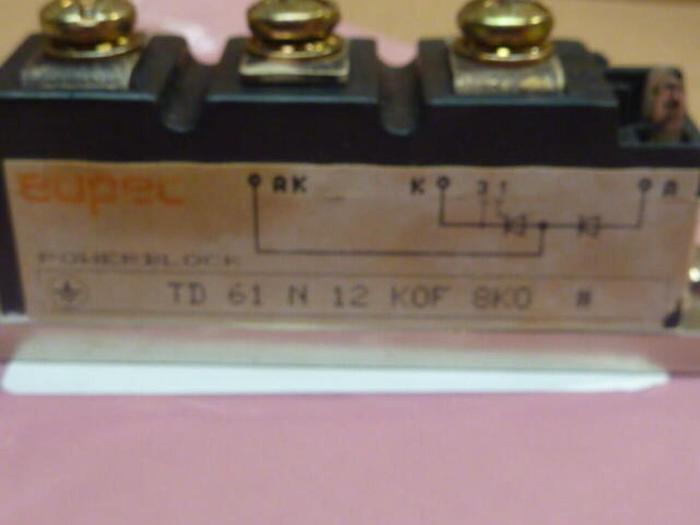 eupec
AK K 3 1 A
POWERBLOCK
TD 61 N 12 KOF 8KO #